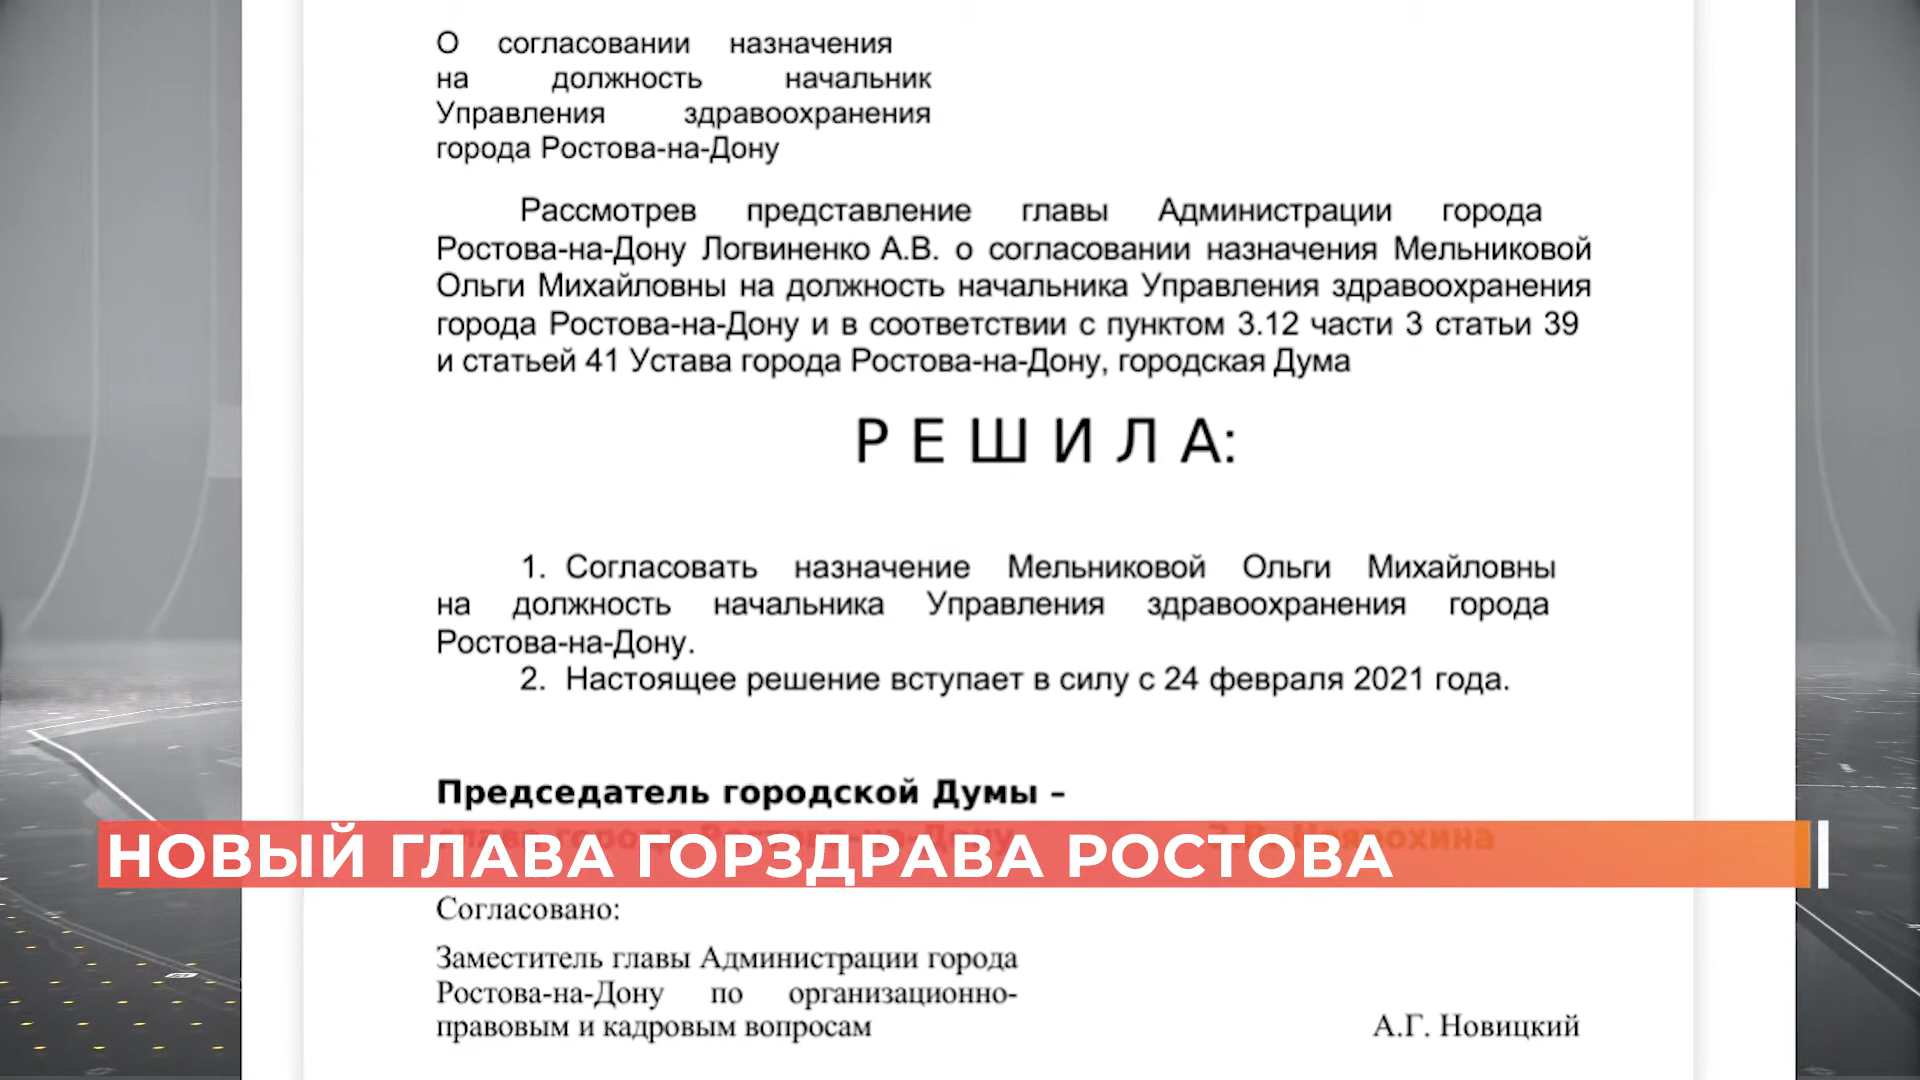 О согласовании назначения
на должность начальник
Управления здравоохранения
города Ростова-на-Дону
Рассмотрев представление главы Администрации города
Ростова-на-Дону Логвиненко А.В. о согласовании назначения Мельниковой
Ольги Михайловны на должность начальника Управления здравоохранения
города Ростова-на-Дону и в соответствии с пунктом 3.12 части 3 статьи 39
и статьей 41 Устава города Ростова-на-Дону, городская Дума
Р Е Ш И Л А:
1. Согласовать назначение Мельниковой Ольги Михайловны
на должность начальника Управления здравоохранения города
Ростова-на-Дону.
2. Настоящее решение вступает в силу с 24 февраля 2021 года.
Председатель городской Думы –
НОВЫЙ ГЛАВА ГОРЗДРАВА РОСТОВА
Согласовано:
Заместитель главы Администрации города
Ростова-на-Дону по организационно-
правовым и кадровым вопросам
А.Г. Новицкий